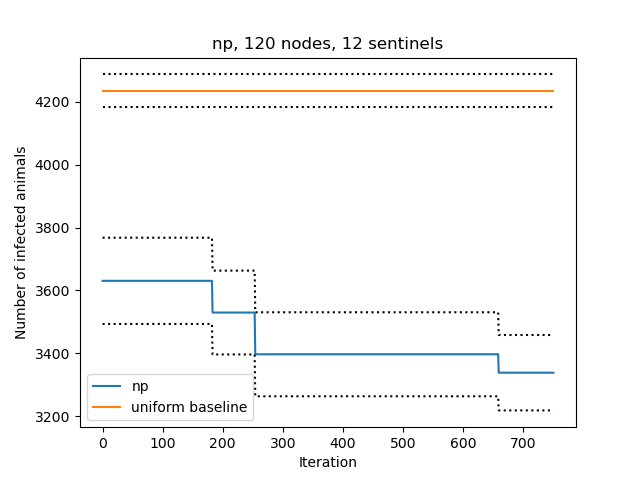 np, 120 nodes, 12 sentinels
Number of infected animals
4200
4000
3800
3600
3400
3200
np
uniform baseline
0 100 200 300 400 500 600 700
Iteration